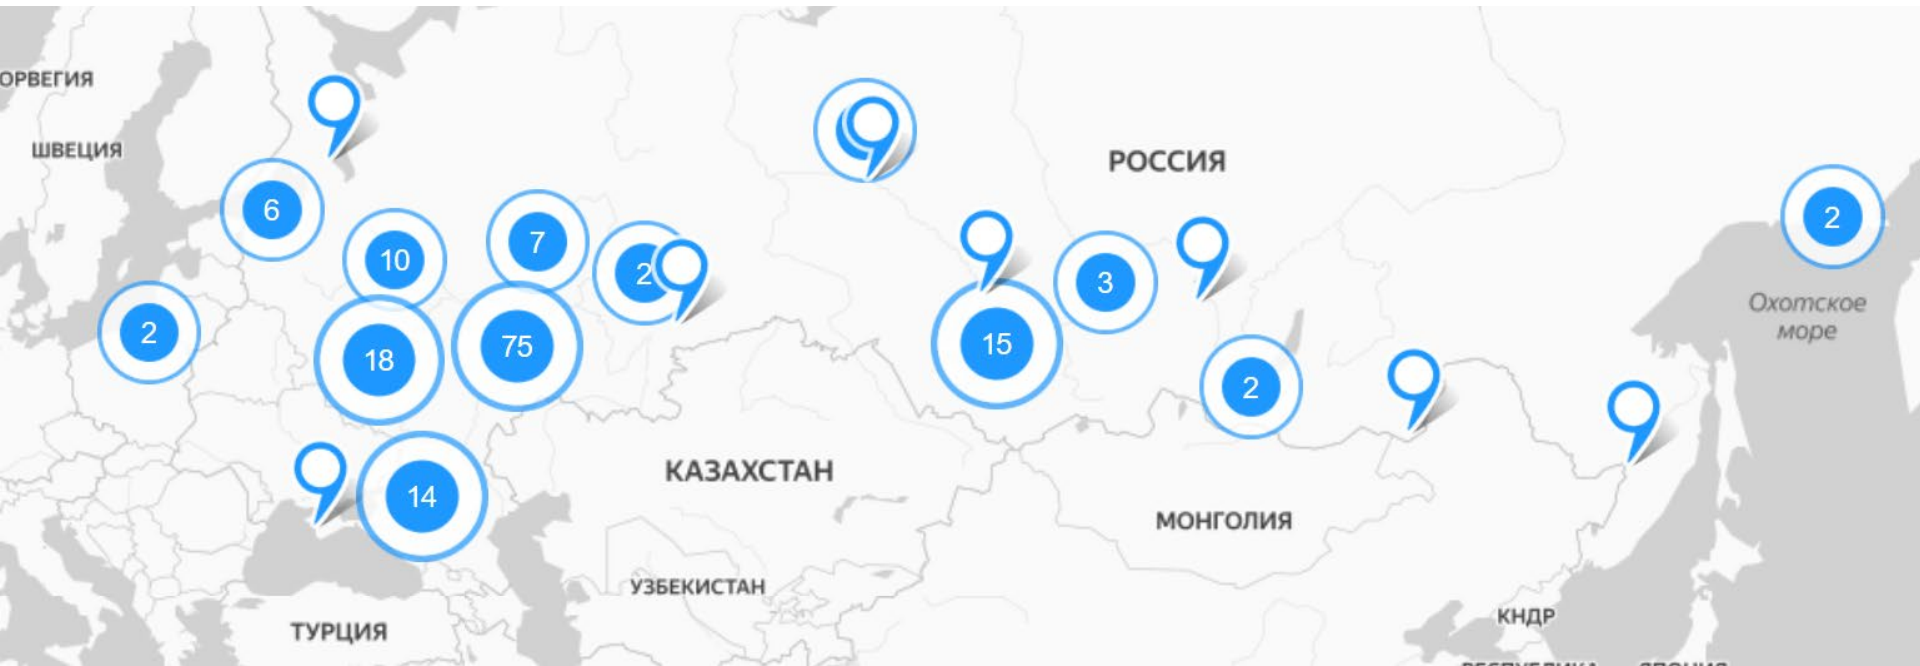 ОРВЕГИЯ
ШВЕЦИЯ
РОССИЯ
6
2
10
7
2
3
2
Охотское
море
2
18
75
15
2
КАЗАХСТАН
14
МОНГОЛИЯ
УЗБЕКИСТАН
КНДР
ТУРЦИЯ